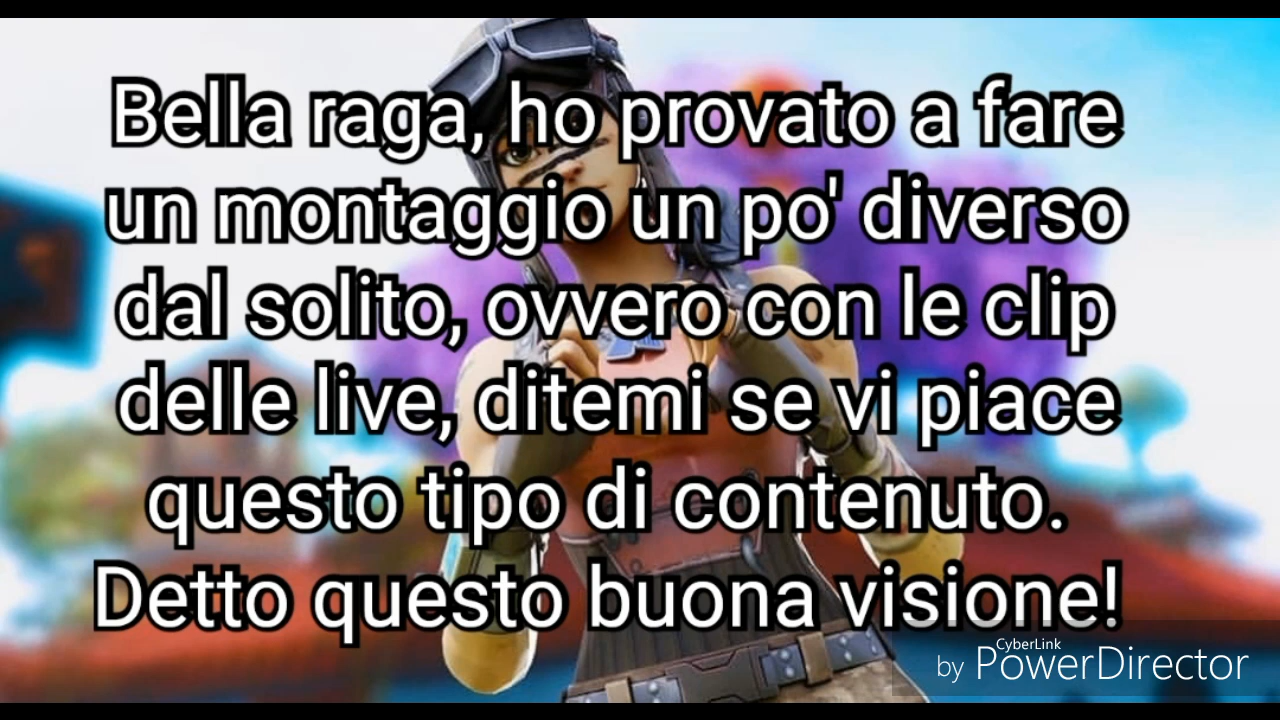 Bella raga, ho provato a fare
un montaggio un po' diverso
dal solito, ovvero con le clip
delle live, ditemi se vi piace
questo tipo di contenuto.
Detto questo buona visione!
CyberLink
by PowerDirector